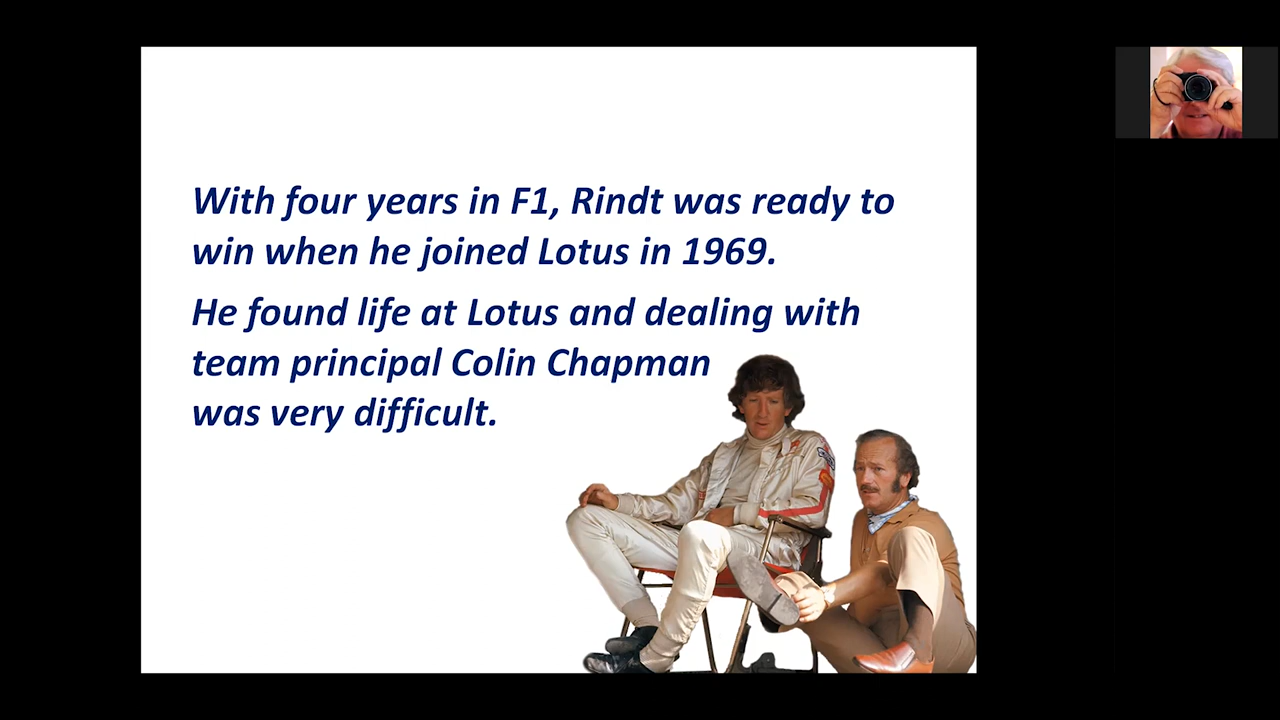 With four years in F1, Rindt was ready to
win when he joined Lotus in 1969.
He found life at Lotus and dealing with
team principal Colin Chapman
was very difficult.